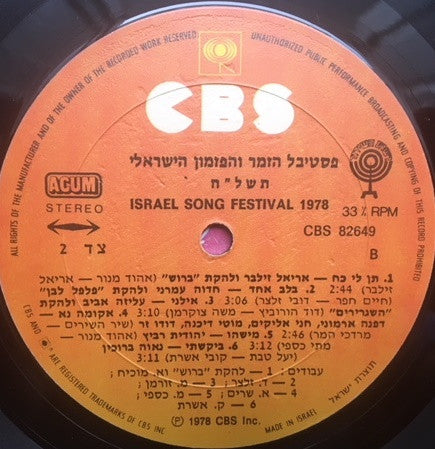 ALL RIGHTS OF THE MANUFACTURER AND OF THE OWNER OF THE RECORDED WORK RESERVED
UNAUTHORIZED PUBLIC PERFORMANCE BROADCASTING AND COPYING OF THIS RECORD PROHIBITED
CBS
פסטיבל הזמר והפזמון הישראלי
תשל"ח
ISRAEL SONG FESTIVAL 1978
ACUM
STEREO
צד 2
33⅓ RPM
CBS 82649
B
1. תן לי כח – אריאל זילבר ולהקת "ברוש" (אהוד מנור – אריאל
זילבר) 2:44 2. בלב אחד – חדוה עמרני ולהקת "פלפל לבן"
(חיים חפר – דובי זלצר) 3:06 3. אילני – עליזה אביב ולהקת
"השגרירים" (דוד הורוביץ – משה צוקרמן) 3:10 4. אקומה נא –
דפנה ארמוני, חני אליקים, מוטי דיכנה, דודו זר (שיר השירים –
מרדכי המר) 2:46 5. מישהו – יהודית רביץ (אהוד מנור –
מתי כספי) 3:12 6. ביקשתי – נאוה ברוכין
(יעל טבת – קובי אשרת) 3:11
עבודים: 1 – להקת "ברוש" וא. מוכיח;
2 – ד. זלצר; 3 – מ. זורמן;
4 – א. שרים; 5 – מ. כספי;
6 – ק. אשרת
Ⓟ 1978 CBS Inc.
CBS AND ARE REGISTERED TRADEMARKS OF CBS INC
MADE IN ISRAEL
תוצרת ישראל